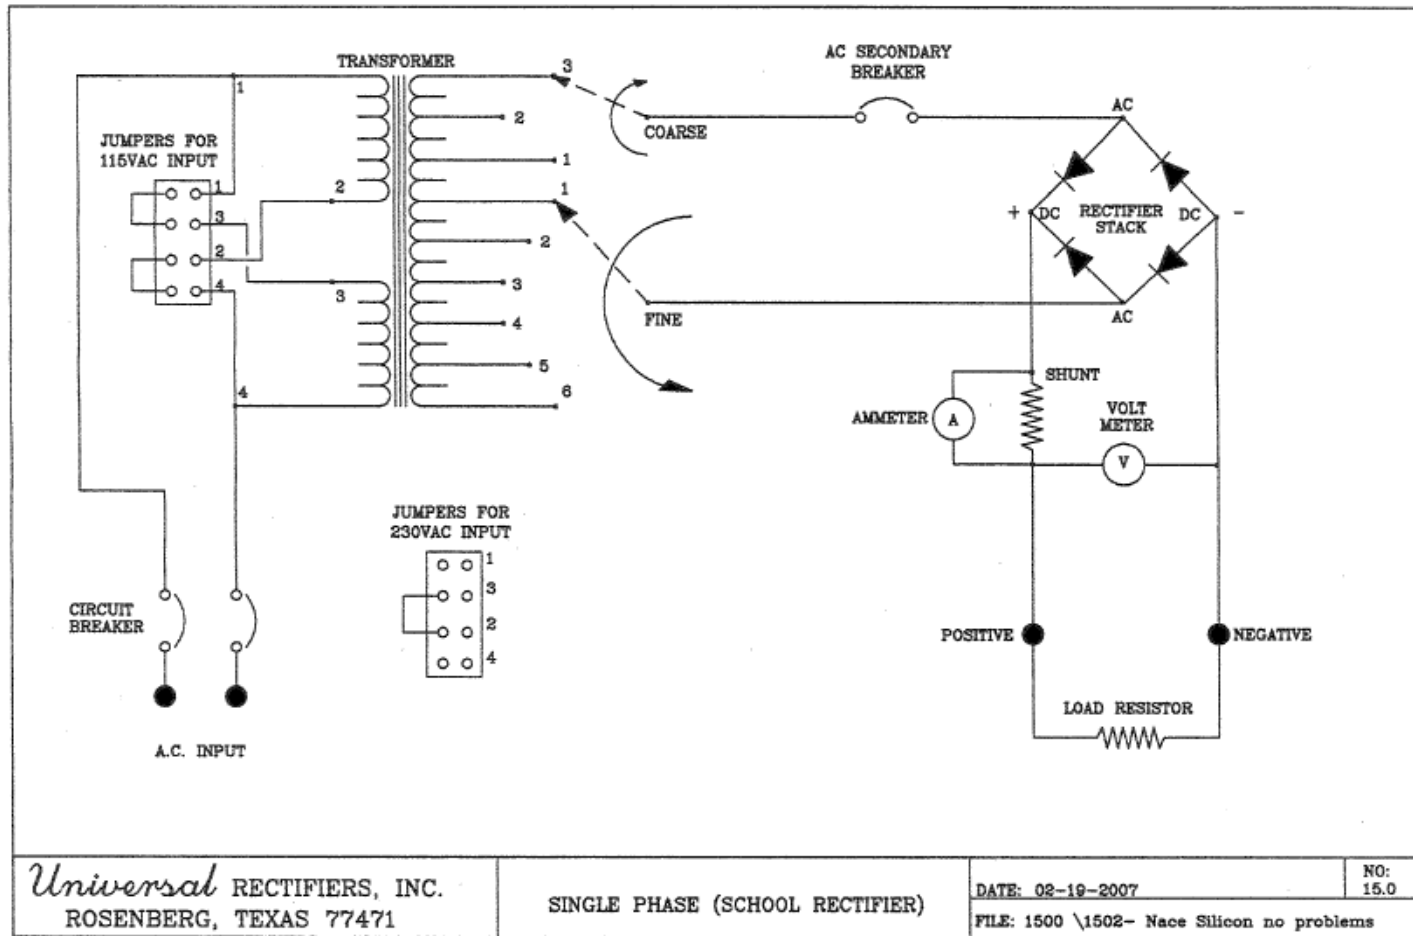 TRANSFORMER
AC SECONDARY
BREAKER
3
1
2
COARSE
AC
JUMPERS FOR
115VAC INPUT
1
2
1
1
3
+ DC
RECTIFIER
STACK
DC -
2
2
4
3
3
FINE
AC
4
5
4
6
SHUNT
AMMETER
A
VOLT
METER
V
JUMPERS FOR
230VAC INPUT
1
3
2
4
CIRCUIT
BREAKER
POSITIVE
NEGATIVE
LOAD RESISTOR
A.C. INPUT
Universal RECTIFIERS, INC.
ROSENBERG, TEXAS 77471
SINGLE PHASE (SCHOOL RECTIFIER)
DATE: 02-19-2007
NO:
15.0
FILE: 1500 \1502- Nace Silicon no problems